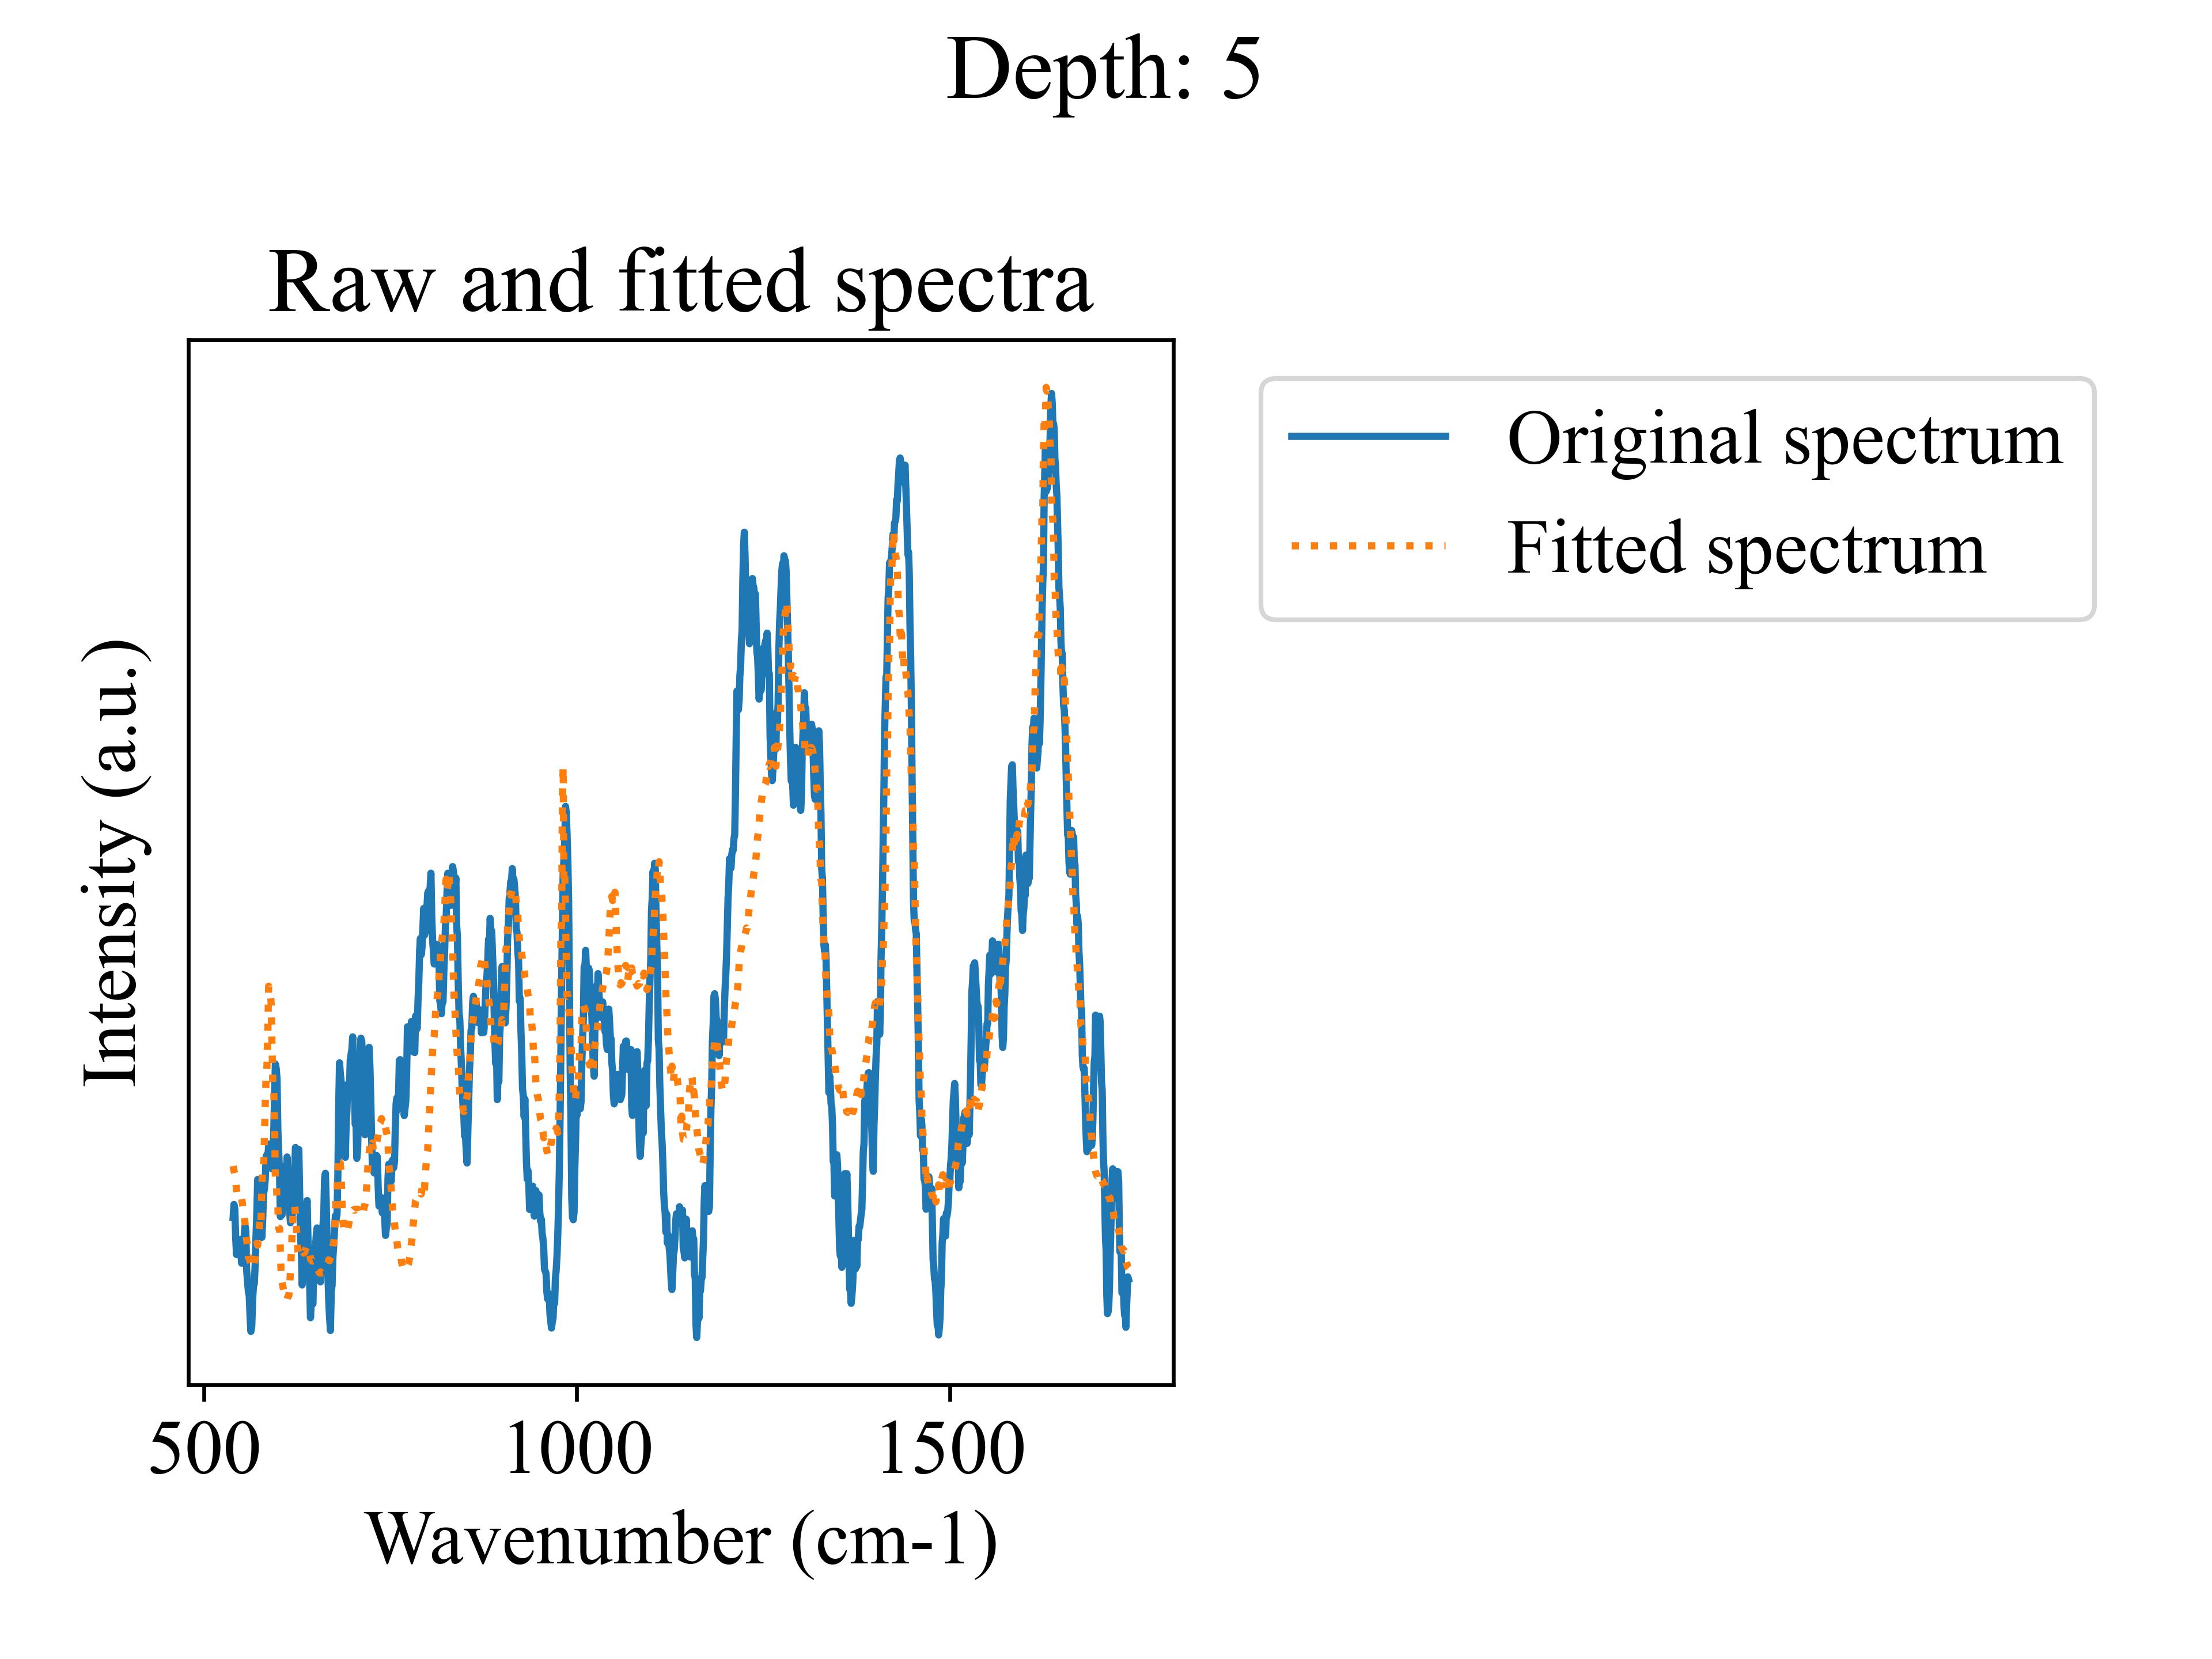 Depth: 5
Raw and fitted spectra
Original spectrum
Fitted spectrum
Intensity (a.u.)
500 1000 1500
Wavenumber (cm-1)